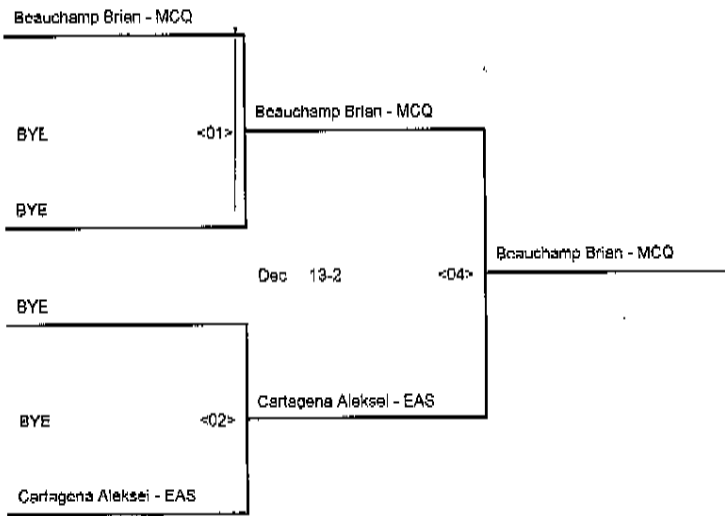 Beauchamp Brian - MCQ
BYE <01>
Beauchamp Brian - MCQ
BYE
Dec 13-2 <04>
Beauchamp Brian - MCQ
BYE
BYE <02>
Cartagena Aleksei - EAS
Cartagena Aleksei - EAS